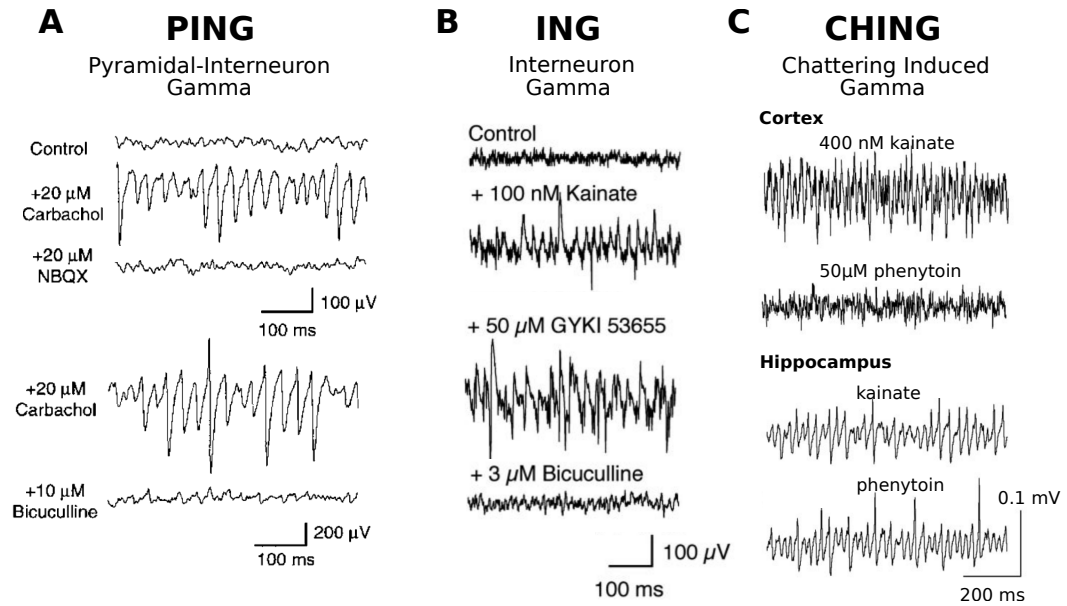 A
PING
Pyramidal-Interneuron
Gamma
Control
+20 µM
Carbachol
+20 µM
NBQX
100 µV
100 ms
+20 µM
Carbachol
+10 µM
Bicuculline
200 µV
100 ms
B
ING
Interneuron
Gamma
Control
+ 100 nM Kainate
+ 50 µM GYKI 53655
+ 3 µM Bicuculline
100 µV
100 ms
C
CHING
Chattering Induced
Gamma
Cortex
400 nM kainate
50µM phenytoin
Hippocampus
kainate
phenytoin
0.1 mV
200 ms